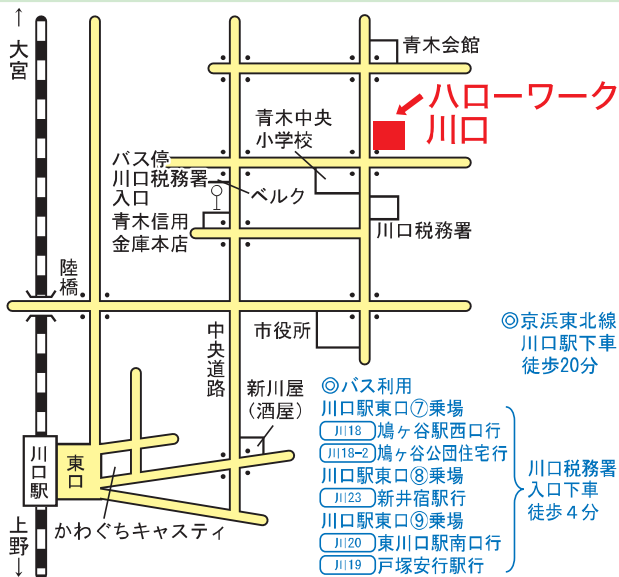 ↑
大宮
青木会館
ハローワーク
川口
青木中央
小学校
バス停
川口税務署
入口
ベルク
青木信用
金庫本店
川口税務署
陸橋
中央道路
市役所
◎京浜東北線
川口駅下車
徒歩20分
新川屋
（酒屋）
川口駅
東口
かわぐちキャスティ
上野
↓
◎バス利用
川口駅東口⑦乗場
川18 鳩ヶ谷駅西口行
川18-2 鳩ヶ谷公団住宅行
川口駅東口⑧乗場
川23 新井宿駅行
川口駅東口⑨乗場
川20 東川口駅南口行
川19 戸塚安行駅行
川口税務署
入口下車
徒歩４分